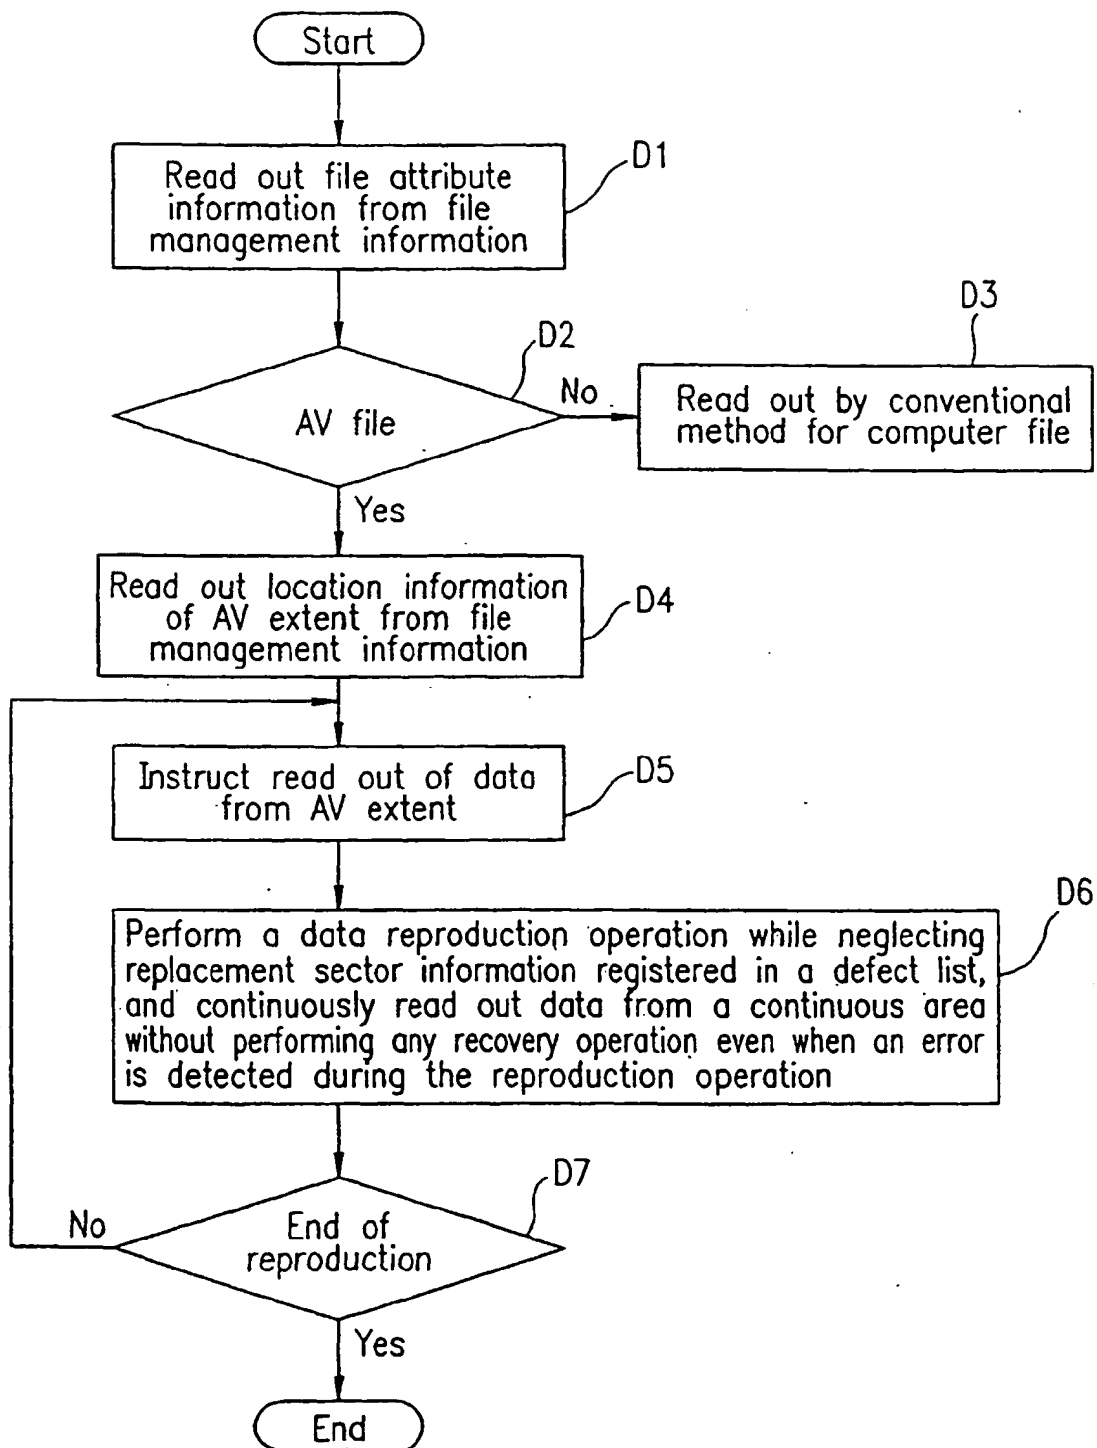 Start
Read out file attribute
information from file
management information
D1
D2
AV file
No
D3
Read out by conventional
method for computer file
Yes
Read out location information
of AV extent from file
management information
D4
Instruct read out of data
from AV extent
D5
D6
Perform a data reproduction operation while neglecting
replacement sector information registered in a defect list,
and continuously read out data from a continuous area
without performing any recovery operation even when an error
is detected during the reproduction operation
D7
No
End of
reproduction
Yes
End